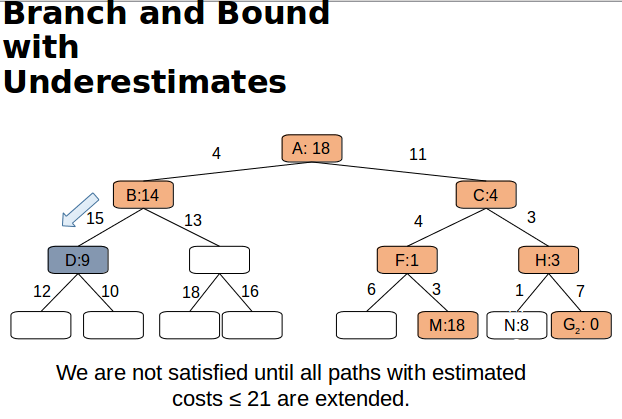 Branch and Bound
with
Underestimates
A: 18
4
11
B:14
C:4
15
13
4
3
D:9
F:1
H:3
12
10
18
16
6
3
1
7
M:18
N:8
G₂: 0
We are not satisfied until all paths with estimated
costs ≤ 21 are extended.